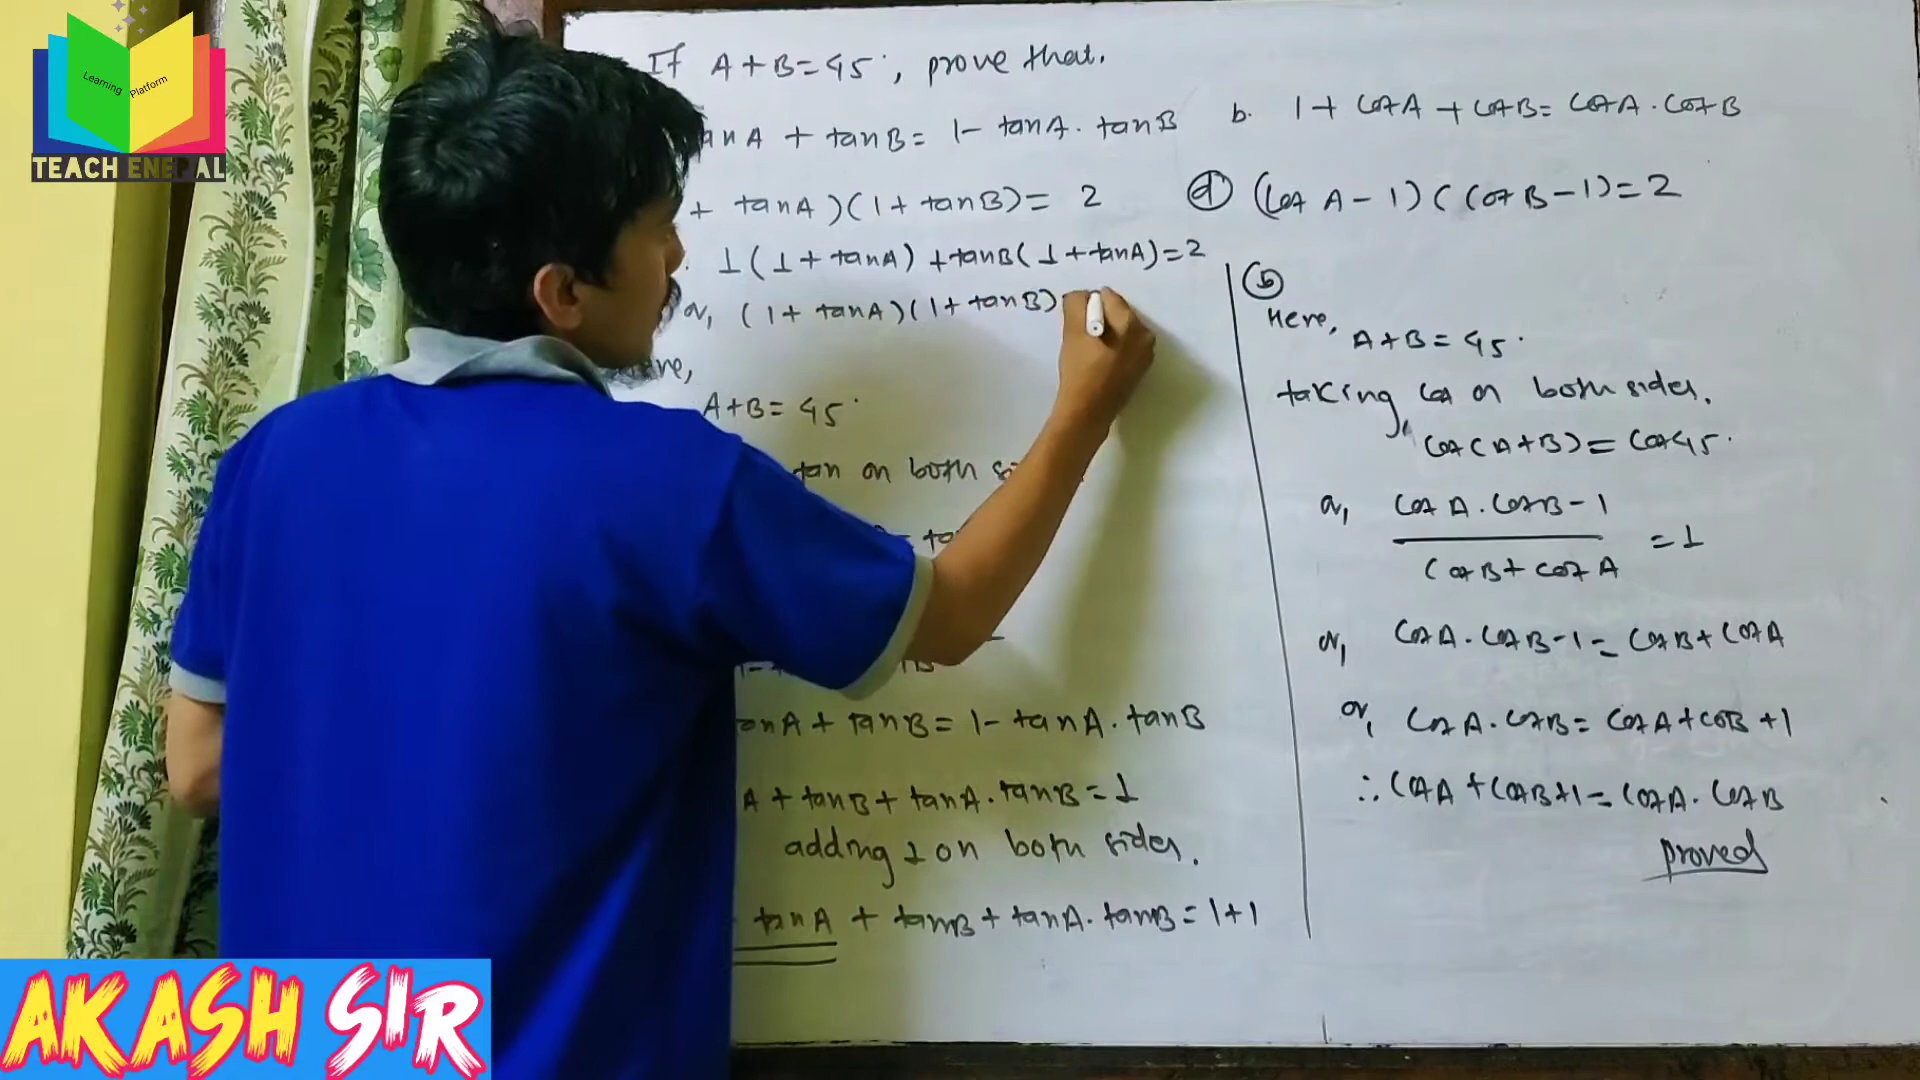 Learning Platform
TEACH ENEPAL
If A+B=45°, prove that.
anA + tanB= 1- tanA. tanB
+ tanA)(1+tanB)= 2
1(1+tanA) +tanB(1+tanA)=2
or, (1+ tanA)(1+tanB)
A+B=45°
tan on both
onA + tanB= 1- tanA. tanB
A+tanB+tanA.tanB=1
adding 1 on both sides.
tanA + tanB+tanA.tanB=1+1
b. 1+ cotA + cotB= cotA.cotB
d (cot A-1)(cotB-1)=2
b
Here,
A+B=45°
taking cot on both sides.
cot(A+B)=cot45°
or, cotA.cotB-1
=1
cotB+cotA
or, cotA.cotB-1=cotB+cotA
or, cotA.cotB=cotA+cotB+1
∴cotA+cotB+1=cotA.cotB
proved
AKASH SIR